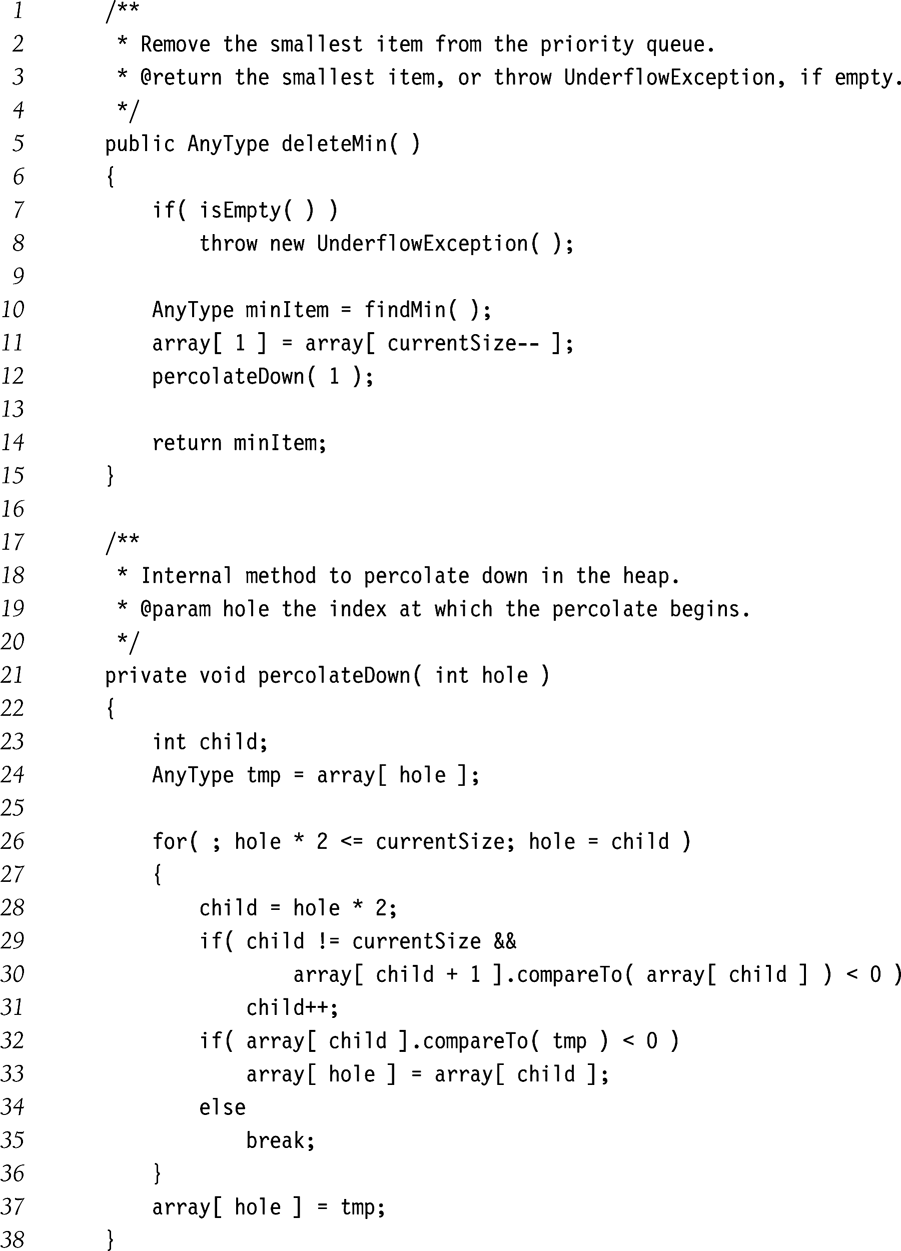 1 /**
2 * Remove the smallest item from the priority queue.
3 * @return the smallest item, or throw UnderflowException, if empty.
4 */
5 public AnyType deleteMin( )
6 {
7 if( isEmpty( ) )
8 throw new UnderflowException( );
9
10 AnyType minItem = findMin( );
11 array[ 1 ] = array[ currentSize-- ];
12 percolateDown( 1 );
13
14 return minItem;
15 }
16
17 /**
18 * Internal method to percolate down in the heap.
19 * @param hole the index at which the percolate begins.
20 */
21 private void percolateDown( int hole )
22 {
23 int child;
24 AnyType tmp = array[ hole ];
25
26 for( ; hole * 2 <= currentSize; hole = child )
27 {
28 child = hole * 2;
29 if( child != currentSize &&
30 array[ child + 1 ].compareTo( array[ child ] ) < 0 )
31 child++;
32 if( array[ child ].compareTo( tmp ) < 0 )
33 array[ hole ] = array[ child ];
34 else
35 break;
36 }
37 array[ hole ] = tmp;
38 }